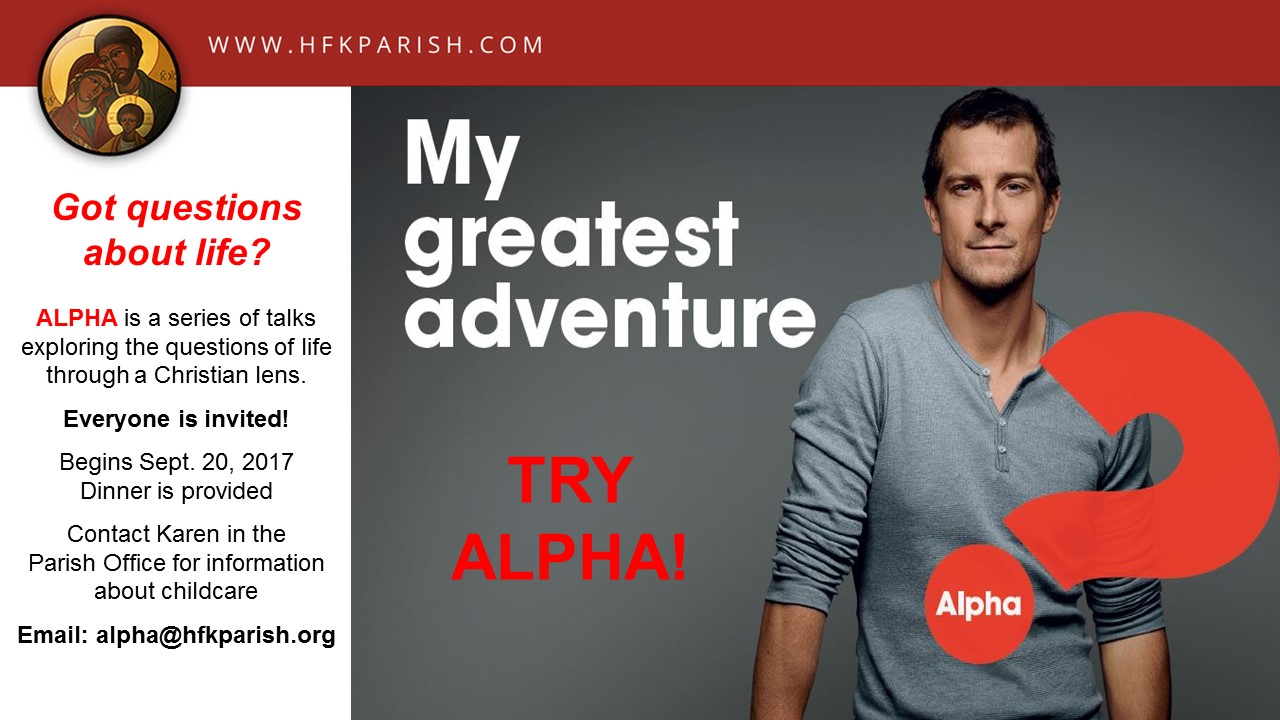 WWW.HFKPARISH.COM
Got questions
about life?
ALPHA is a series of talks
exploring the questions of life
through a Christian lens.
Everyone is invited!
Begins Sept. 20, 2017
Dinner is provided
Contact Karen in the
Parish Office for information
about childcare
Email: alpha@hfkparish.org
My
greatest
adventure
TRY
ALPHA!
Alpha